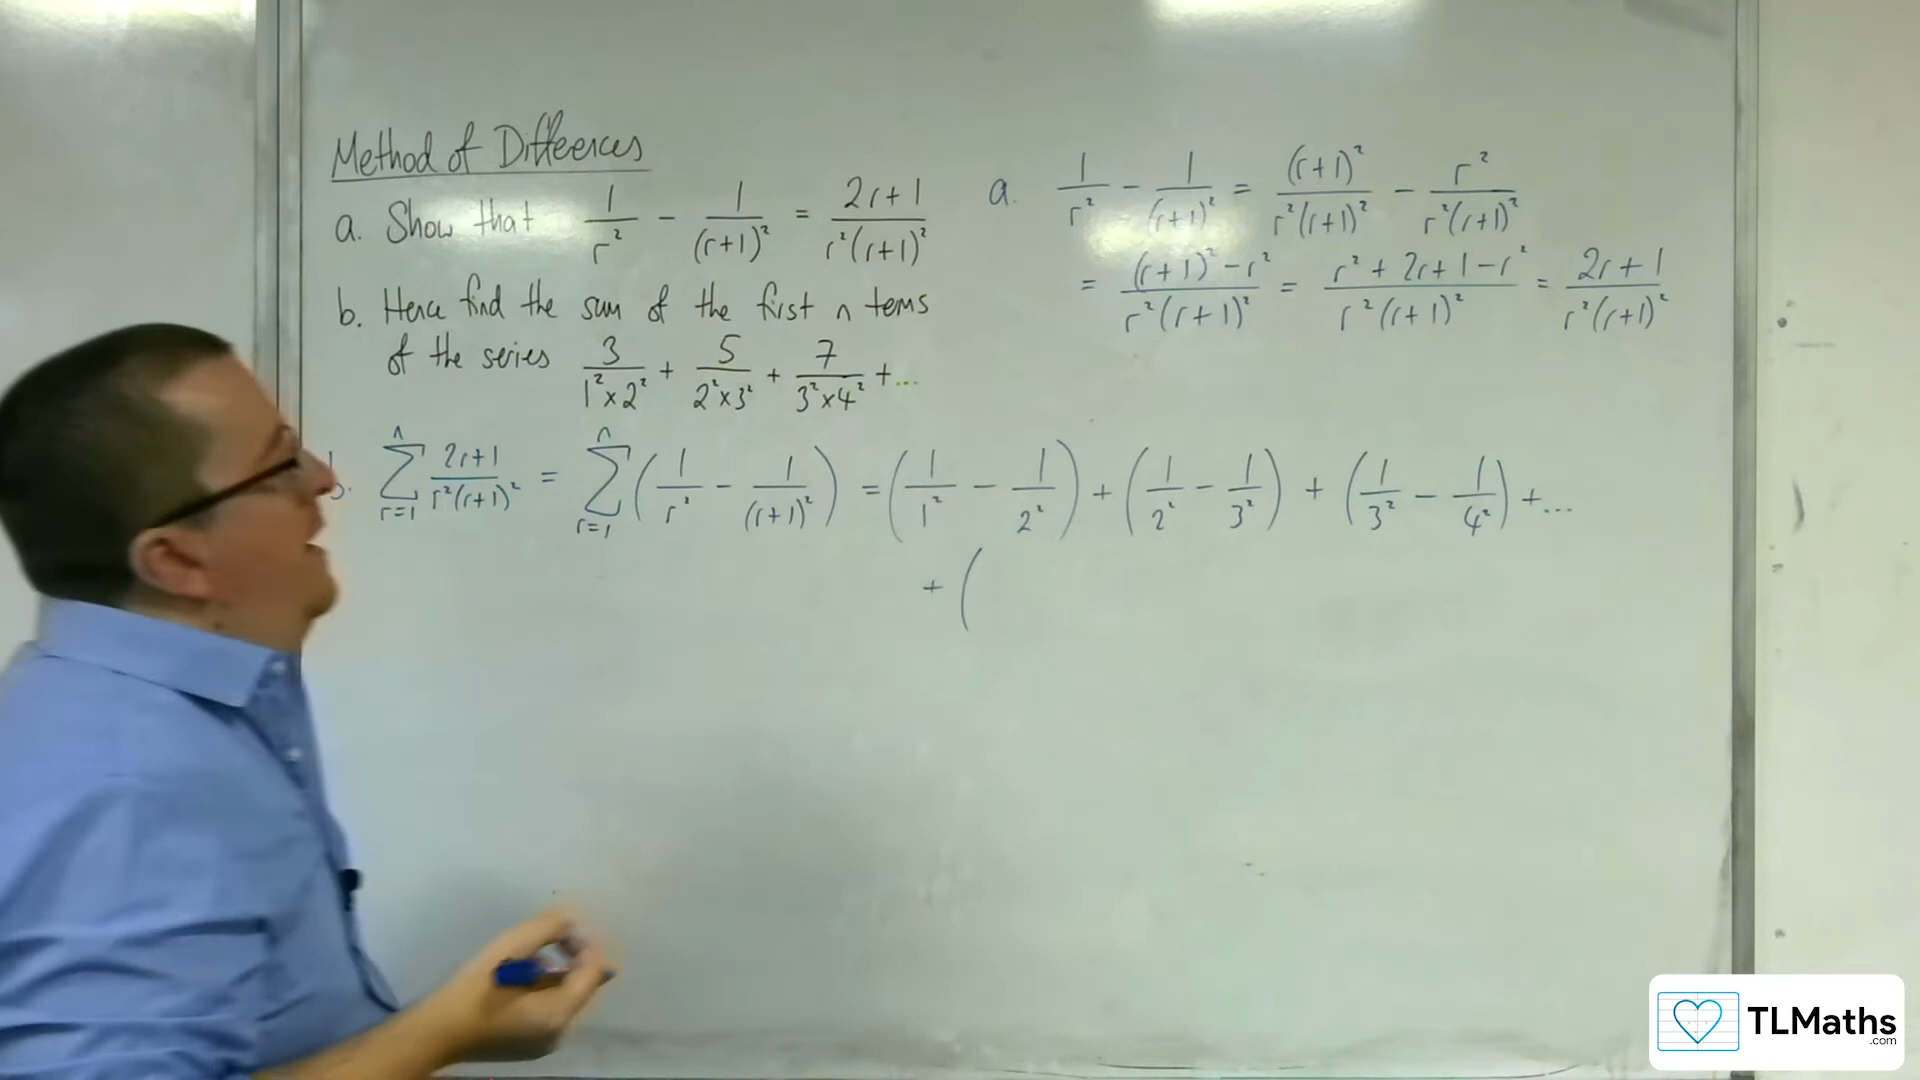 Method of Differences
a. Show that 1/r² − 1/(r+1)² = 2r+1/r²(r+1)²
b. Hence find the sum of the first n terms
of the series 3/1²×2² + 5/2²×3² + 7/3²×4² + ...
a. 1/r² − 1/(r+1)² = (r+1)²/r²(r+1)² − r²/r²(r+1)²
= (r+1)²−r²/r²(r+1)² = r²+2r+1−r²/r²(r+1)² = 2r+1/r²(r+1)²
b. n Σ r=1 2r+1/r²(r+1)² = n Σ r=1 (1/r² − 1/(r+1)²) = (1/1² − 1/2²) + (1/2² − 1/3²) + (1/3² − 1/4²) + ...
+ (
TLMaths
.com